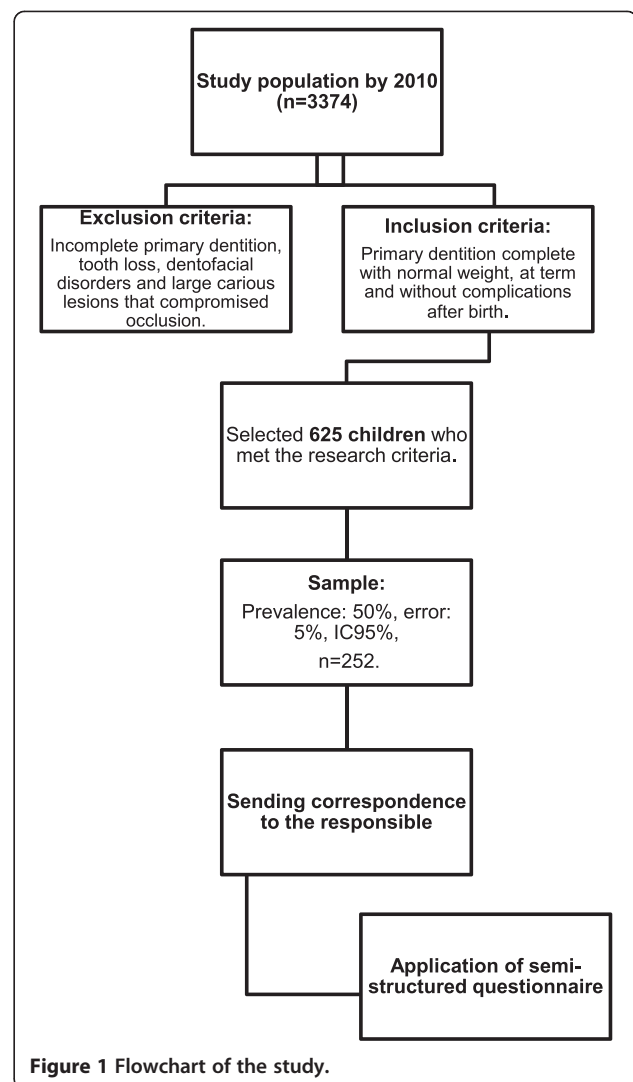 Study population by 2010
(n=3374)
Exclusion criteria:
Incomplete primary dentition,
tooth loss, dentofacial
disorders and large carious
lesions that compromised
occlusion.
Inclusion criteria:
Primary dentition complete
with normal weight, at term
and without complications
after birth.
Selected 625 children who
met the research criteria.
Sample:
Prevalence: 50%, error:
5%, IC95%,
n=252.
Sending correspondence
to the responsible
Application of semi-
structured questionnaire
Figure 1 Flowchart of the study.